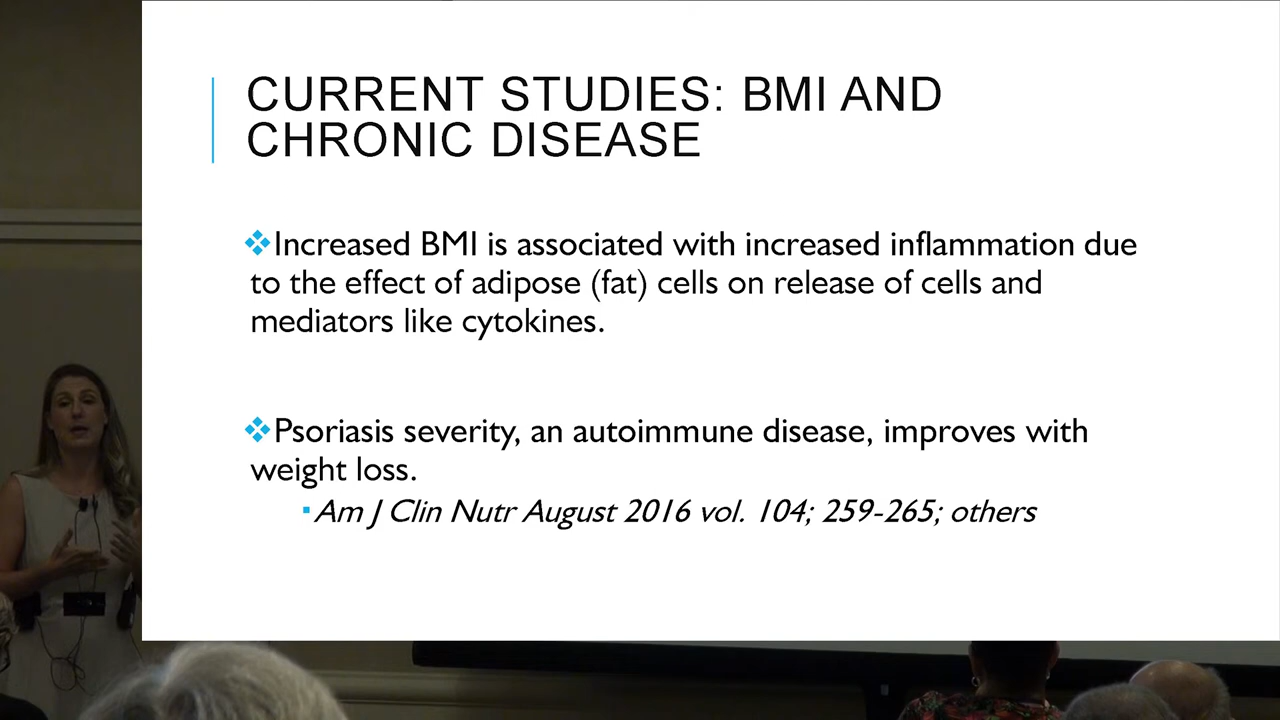 CURRENT STUDIES: BMI AND
CHRONIC DISEASE
❖Increased BMI is associated with increased inflammation due
to the effect of adipose (fat) cells on release of cells and
mediators like cytokines.
❖Psoriasis severity, an autoimmune disease, improves with
weight loss.
▪Am J Clin Nutr August 2016 vol. 104; 259-265; others